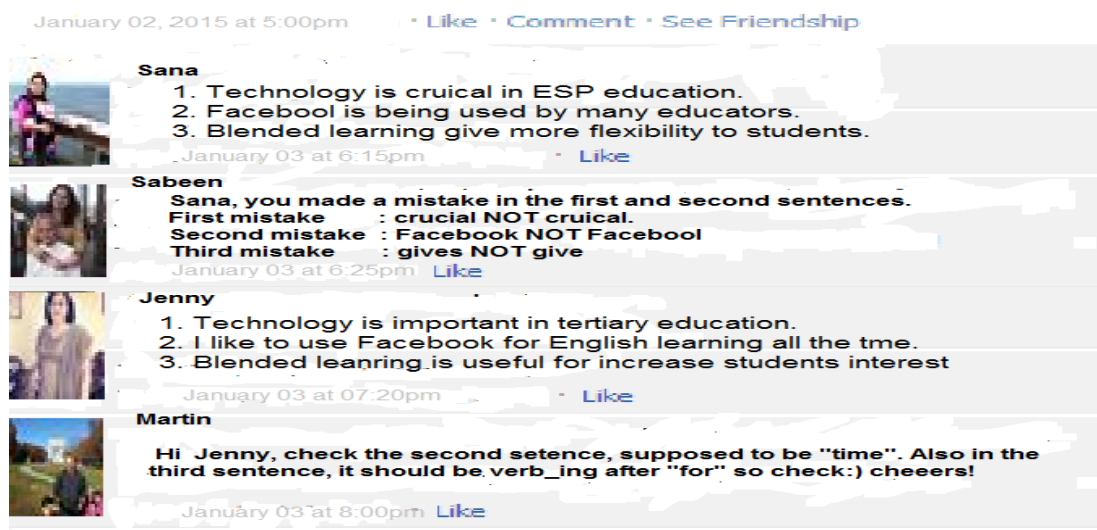 January 02, 2015 at 5:00pm · Like · Comment · See Friendship
Sana
1. Technology is cruical in ESP education.
2. Facebool is being used by many educators.
3. Blended learning give more flexibility to students.
January 03 at 6:15pm · Like
Sabeen
Sana, you made a mistake in the first and second sentences.
First mistake : crucial NOT cruical.
Second mistake : Facebook NOT Facebool
Third mistake : gives NOT give
January 03 at 6:25pm Like
Jenny
1. Technology is important in tertiary education.
2. I like to use Facebook for English learning all the tme.
3. Blended leanring is useful for increase students interest
January 03 at 07:20pm · Like
Martin
Hi Jenny, check the second setence, supposed to be "time". Also in the
third sentence, it should be verb_ing after "for" so check:) cheeers!
January 03 at 8:00pm Like